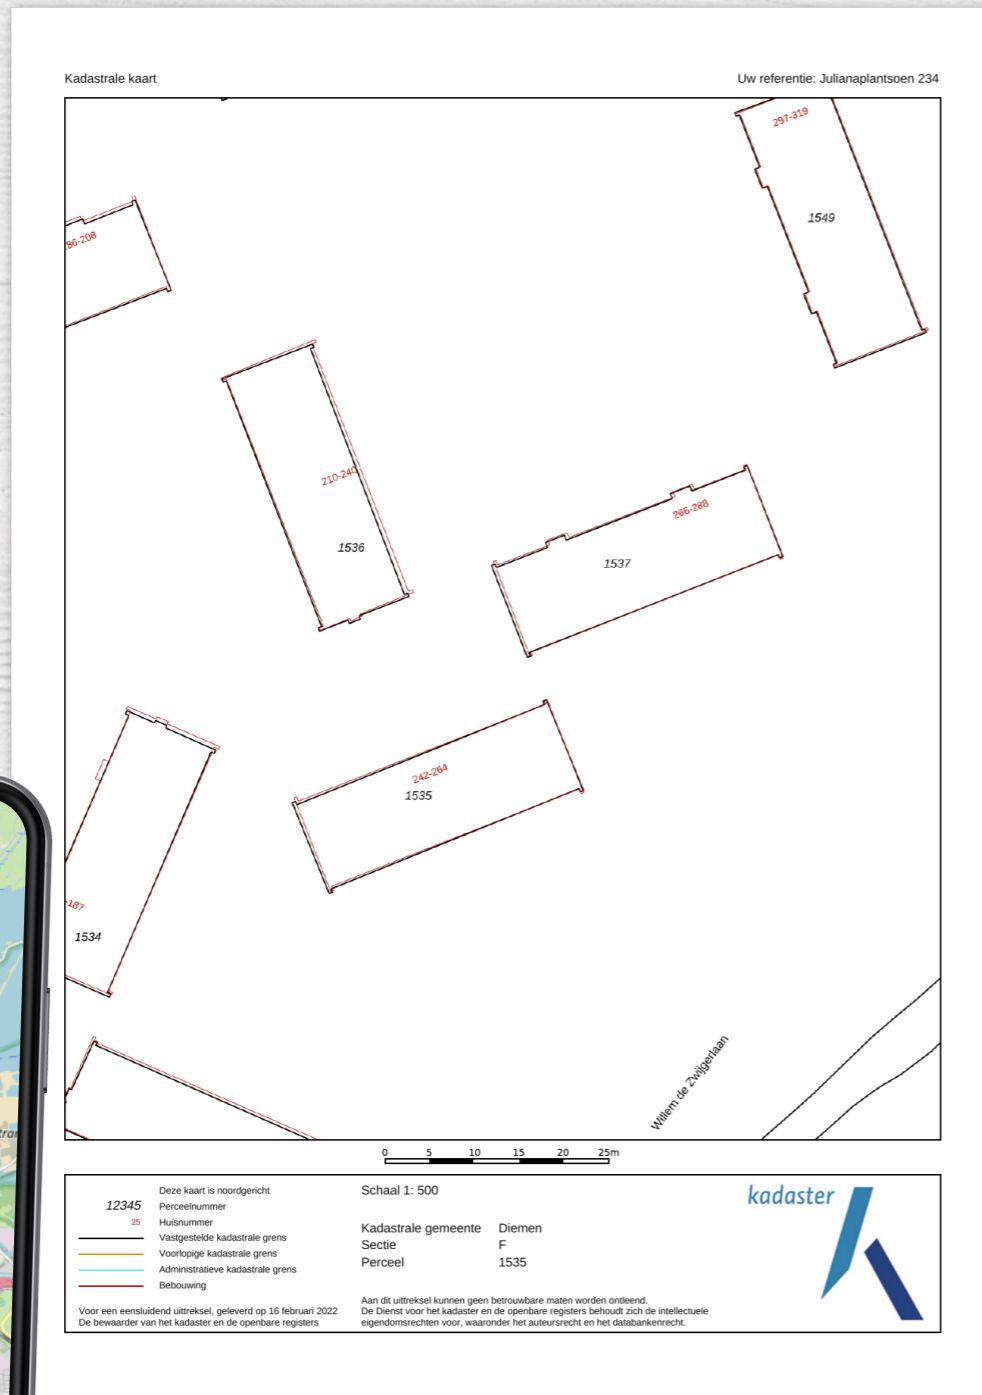 Kadastrale kaart
Uw referentie: Julianaplantsoen 234
297-319
1549
86-208
210-240
1536
266-288
1537
242-264
1535
-187
1534
Willem de Zwijgerlaan
0 5 10 15 20 25m
12345
25
Deze kaart is noordgericht
Perceelnummer
Huisnummer
Vastgestelde kadastrale grens
Voorlopige kadastrale grens
Administratieve kadastrale grens
Bebouwing
Voor een eensluidend uittreksel, geleverd op 16 februari 2022
De bewaarder van het kadaster en de openbare registers
Schaal 1: 500
Kadastrale gemeente Diemen
Sectie F
Perceel 1535
Aan dit uittreksel kunnen geen betrouwbare maten worden ontleend.
De Dienst voor het kadaster en de openbare registers behoudt zich de intellectuele
eigendomsrechten voor, waaronder het auteursrecht en het databankenrecht.
kadaster